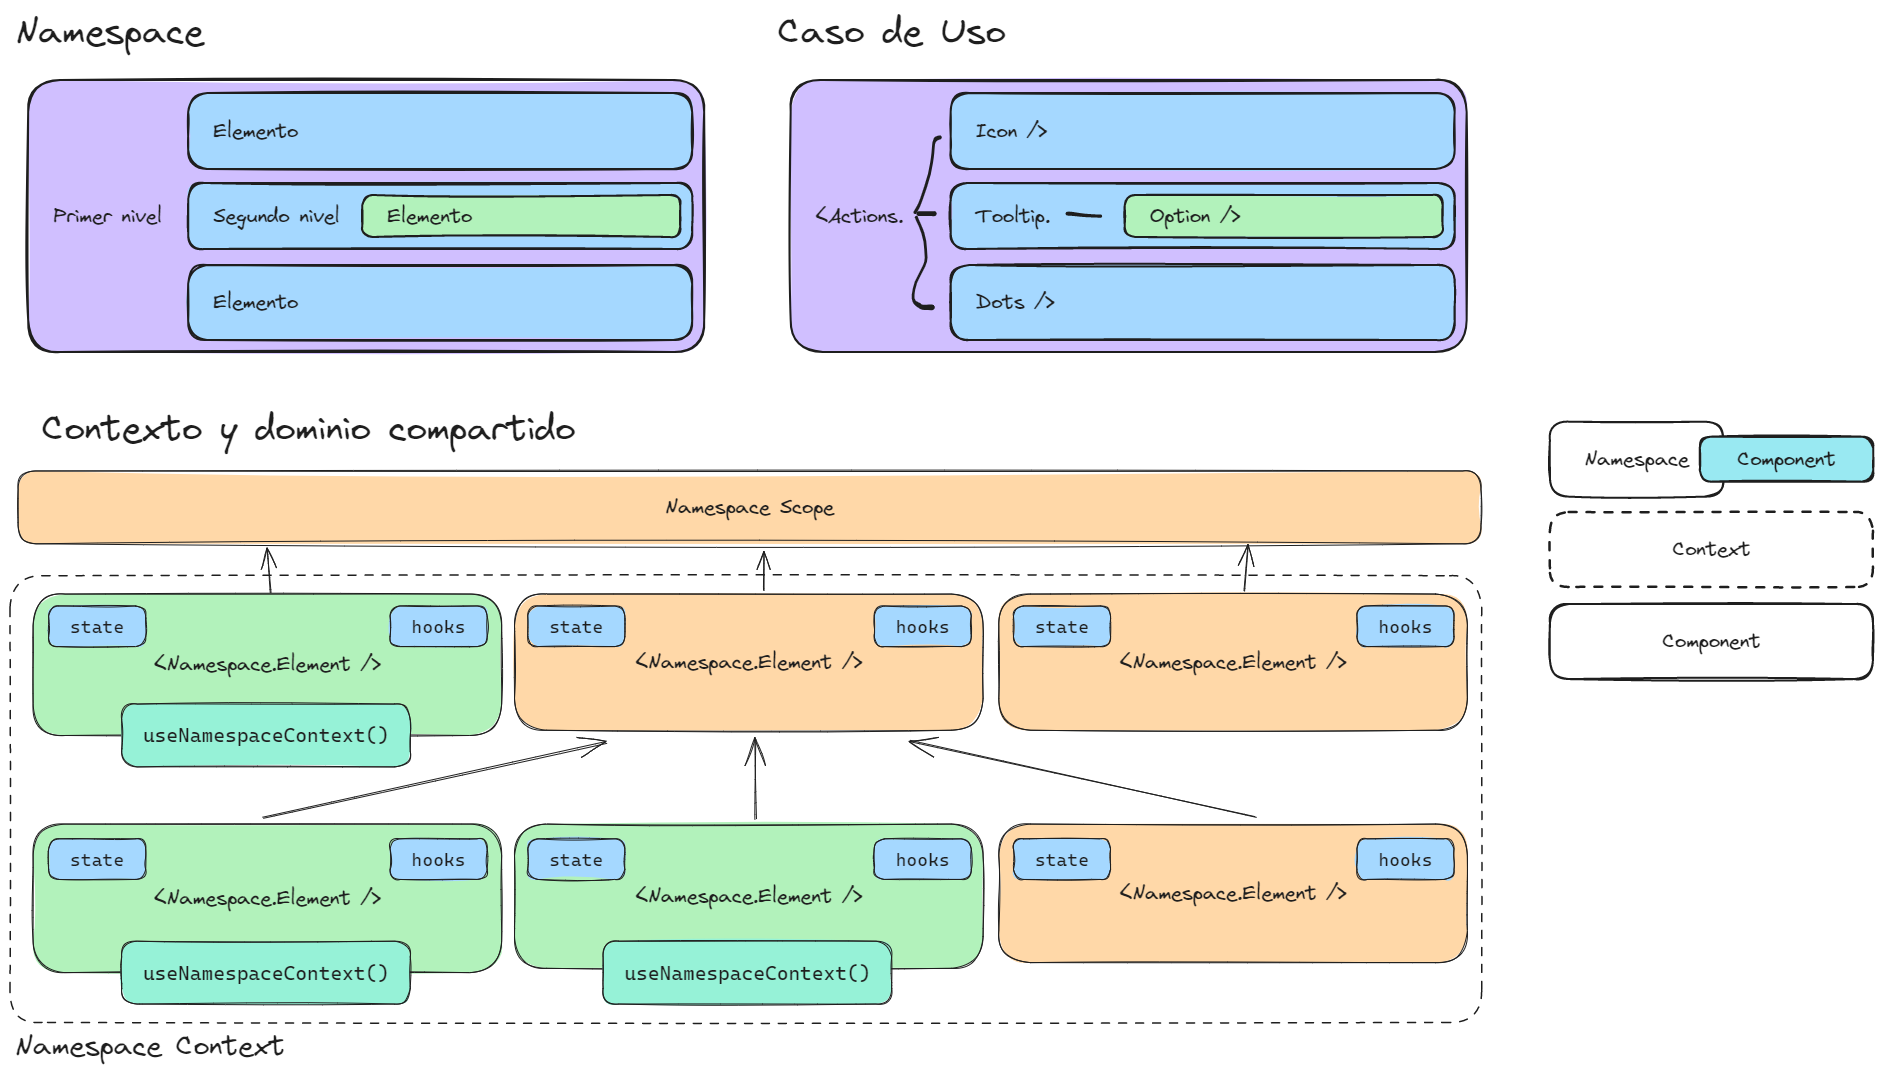 Namespace
Caso de Uso
Elemento
Primer nivel
Segundo nivel
Elemento
Elemento
<Actions.
Icon />
Tooltip.
Option />
Dots />
Contexto y dominio compartido
Namespace Scope
state
hooks
<Namespace.Element />
useNamespaceContext()
state
hooks
<Namespace.Element />
state
hooks
<Namespace.Element />
state
hooks
<Namespace.Element />
useNamespaceContext()
state
hooks
<Namespace.Element />
useNamespaceContext()
state
hooks
<Namespace.Element />
Namespace Context
Namespace
Component
Context
Component